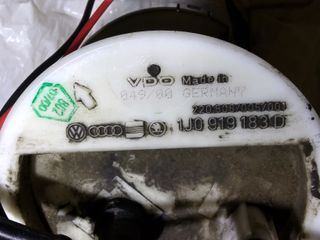 VDO Made in
049/00 GERMANY
1J0 919 183 D